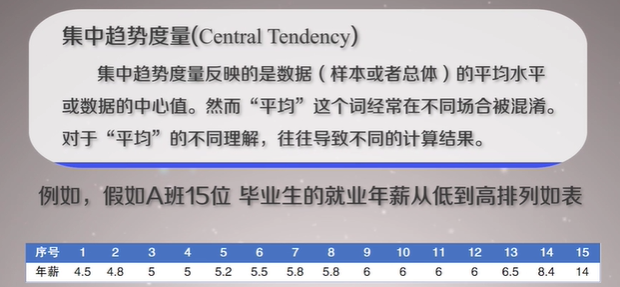 集中趋势度量(Central Tendency)
集中趋势度量反映的是数据（样本或者总体）的平均水平
或数据的中心值。然而“平均”这个词经常在不同场合被混淆。
对于“平均”的不同理解，往往导致不同的计算结果。
例如，假如A班15位 毕业生的就业年薪从低到高排列如表
序号 1 2 3 4 5 6 7 8 9 10 11 12 13 14 15
年薪 4.5 4.8 5 5 5.2 5.5 5.8 5.8 6 6 6 6 6.5 8.4 14